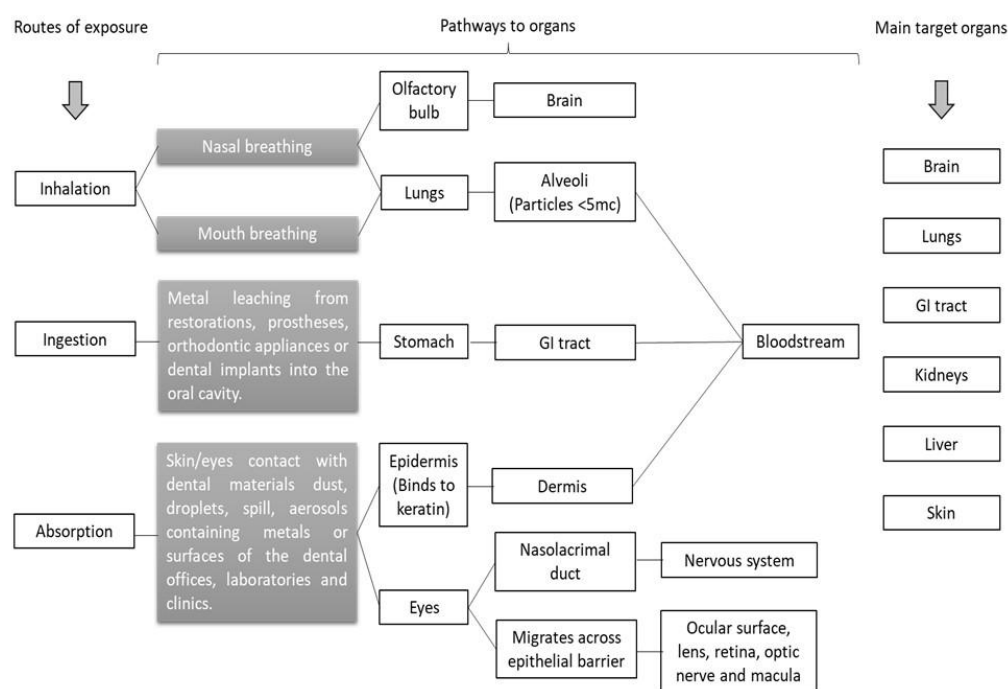 Routes of exposure
Pathways to organs
Main target organs
Inhalation
Nasal breathing
Mouth breathing
Olfactory
bulb
Brain
Lungs
Alveoli
(Particles <5mc)
Ingestion
Metal leaching from
restorations, prostheses,
orthodontic appliances or
dental implants into the
oral cavity.
Stomach
GI tract
Bloodstream
Absorption
Skin/eyes contact with
dental materials dust,
droplets, spill, aerosols
containing metals or
surfaces of the dental
offices, laboratories and
clinics.
Epidermis
(Binds to
keratin)
Dermis
Eyes
Nasolacrimal
duct
Nervous system
Migrates across
epithelial barrier
Ocular surface,
lens, retina, optic
nerve and macula
Brain
Lungs
GI tract
Kidneys
Liver
Skin